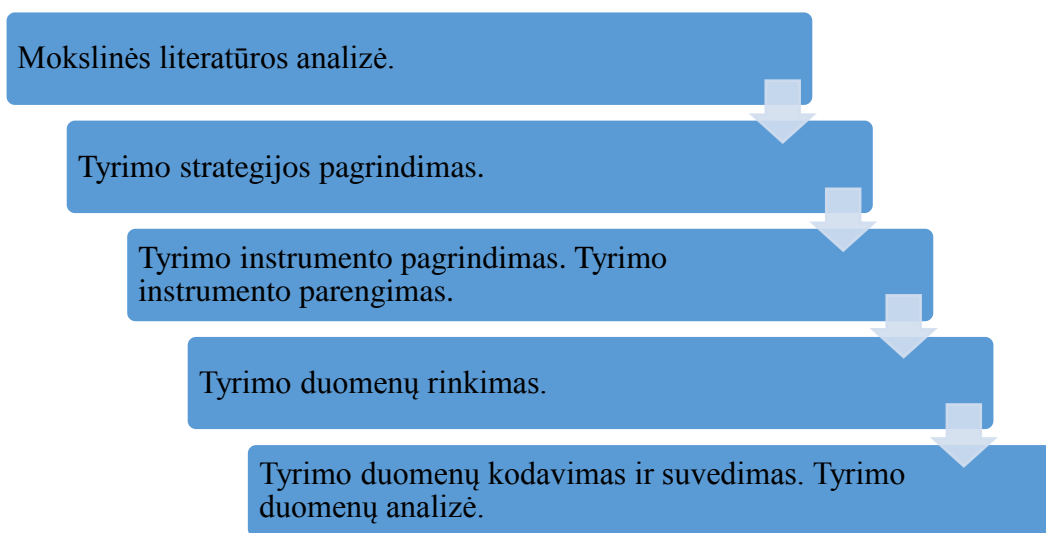 Mokslinės literatūros analizė.
Tyrimo strategijos pagrindimas.
Tyrimo instrumento pagrindimas. Tyrimo
instrumento parengimas.
Tyrimo duomenų rinkimas.
Tyrimo duomenų kodavimas ir suvedimas. Tyrimo
duomenų analizė.